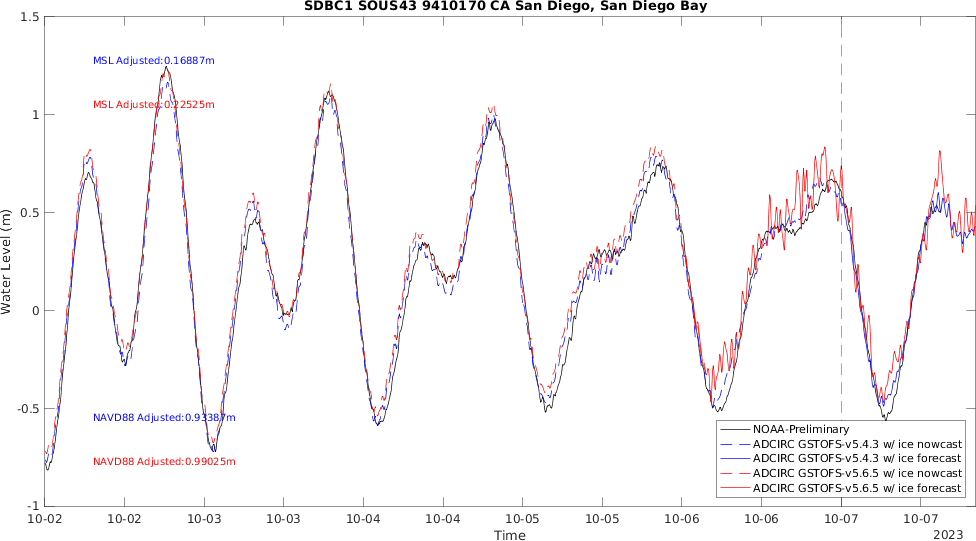 SDBC1 SOUS43 9410170 CA San Diego, San Diego Bay
1.5
MSL Adjusted:0.16887m
MSL Adjusted:0.22525m
1
0.5
Water Level (m)
0
-0.5
NAVD88 Adjusted:0.93387m
NAVD88 Adjusted:0.99025m
NOAA-Preliminary
ADCIRC GSTOFS-v5.4.3 w/ ice nowcast
ADCIRC GSTOFS-v5.4.3 w/ ice forecast
ADCIRC GSTOFS-v5.6.5 w/ ice nowcast
ADCIRC GSTOFS-v5.6.5 w/ ice forecast
-1
10-02 10-02 10-03 10-03 10-04 10-04 10-05 10-05 10-06 10-06 10-07 10-07
Time
2023